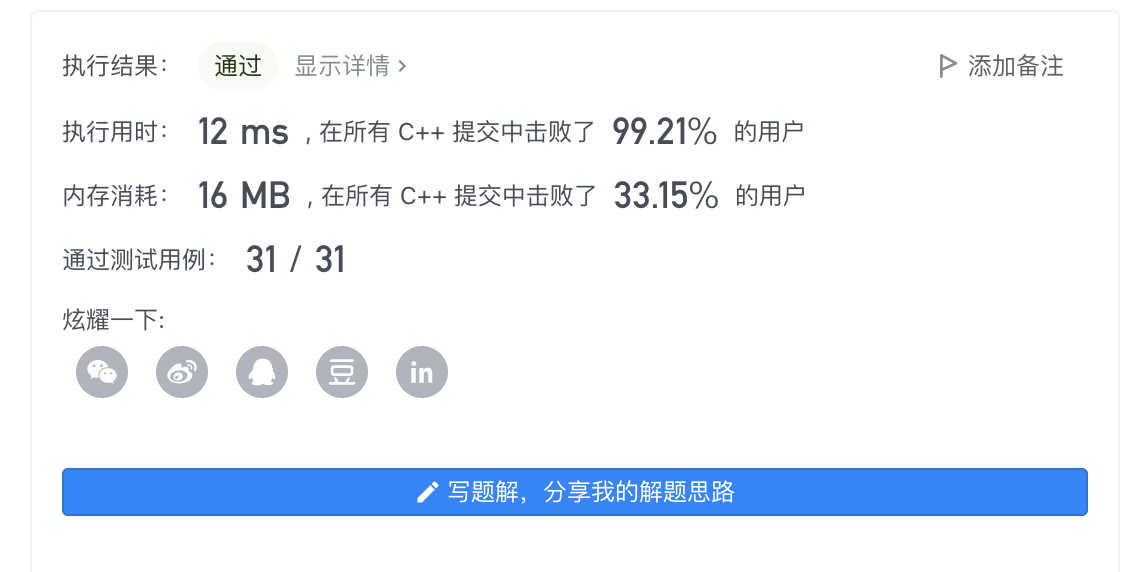 执行结果： 通过 显示详情 › 添加备注
执行用时： 12 ms , 在所有 C++ 提交中击败了 99.21% 的用户
内存消耗： 16 MB , 在所有 C++ 提交中击败了 33.15% 的用户
通过测试用例： 31 / 31
炫耀一下:
豆 in
写题解，分享我的解题思路